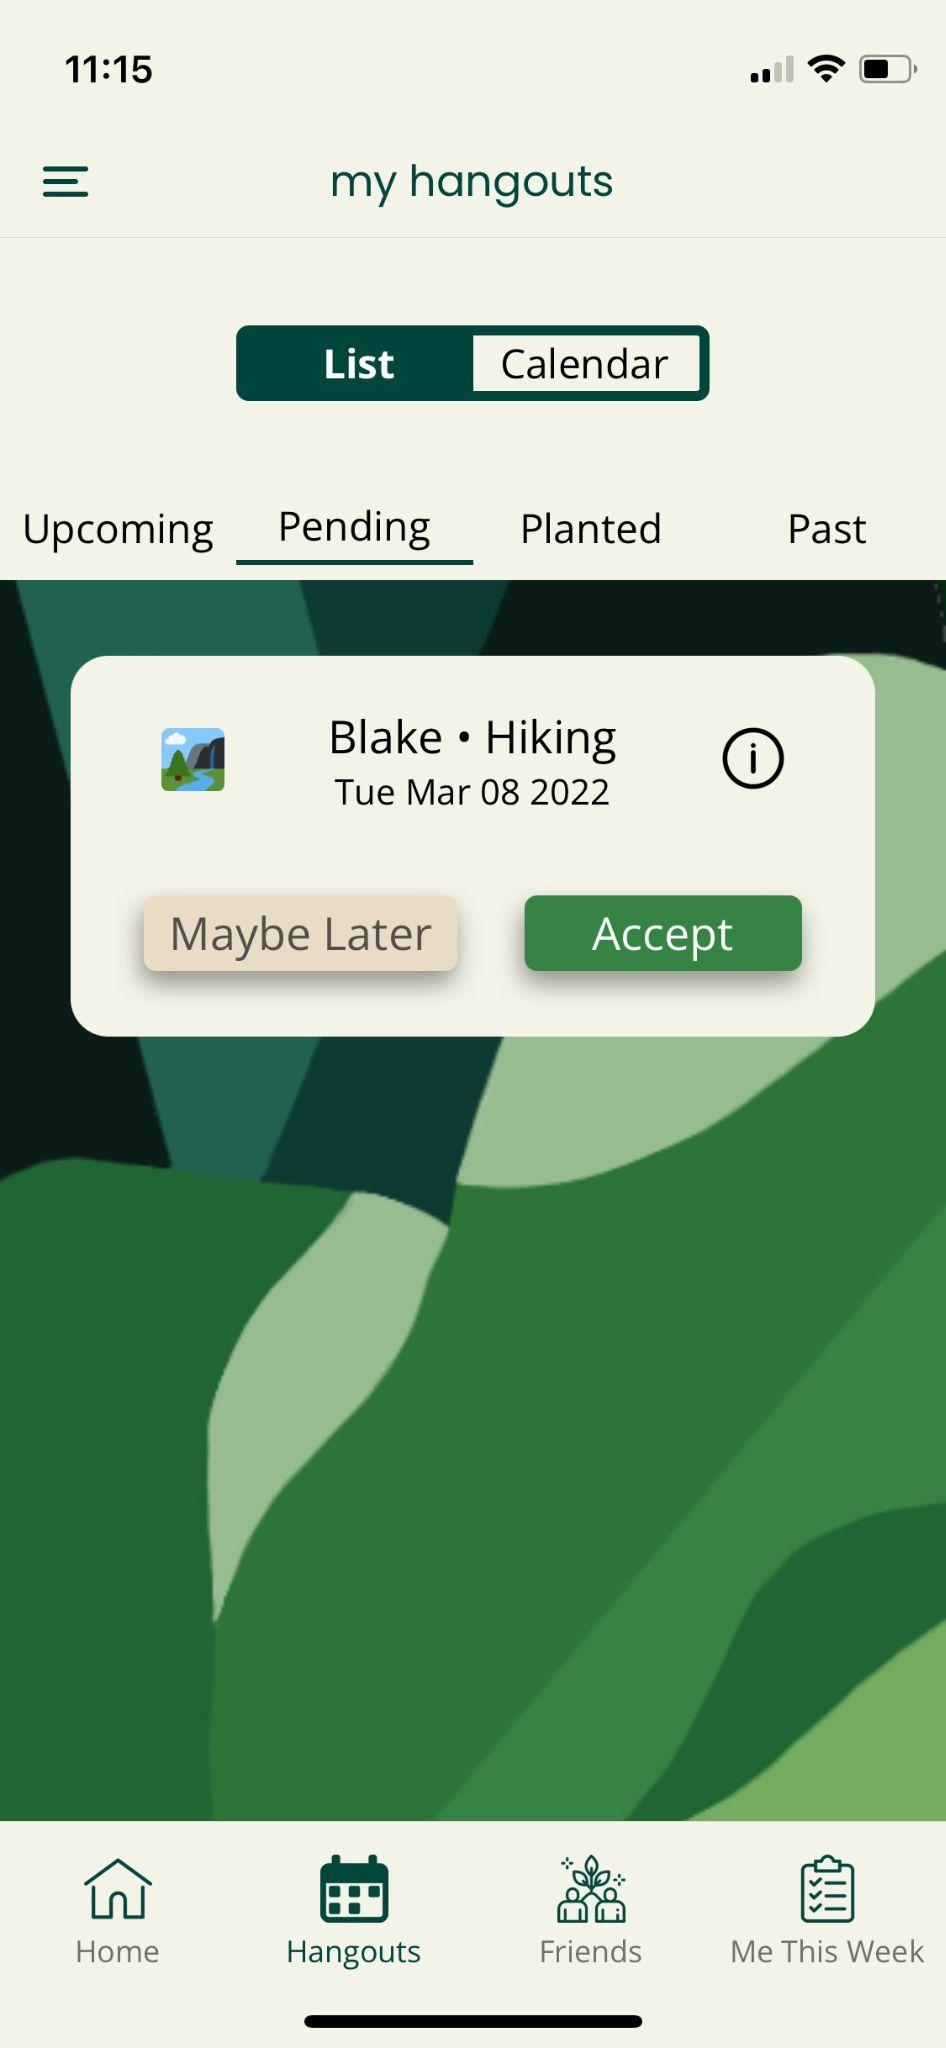 11:15
my hangouts
List
Calendar
Upcoming
Pending
Planted
Past
Blake • Hiking
Tue Mar 08 2022
Maybe Later
Accept
Home
Hangouts
Friends
Me This Week